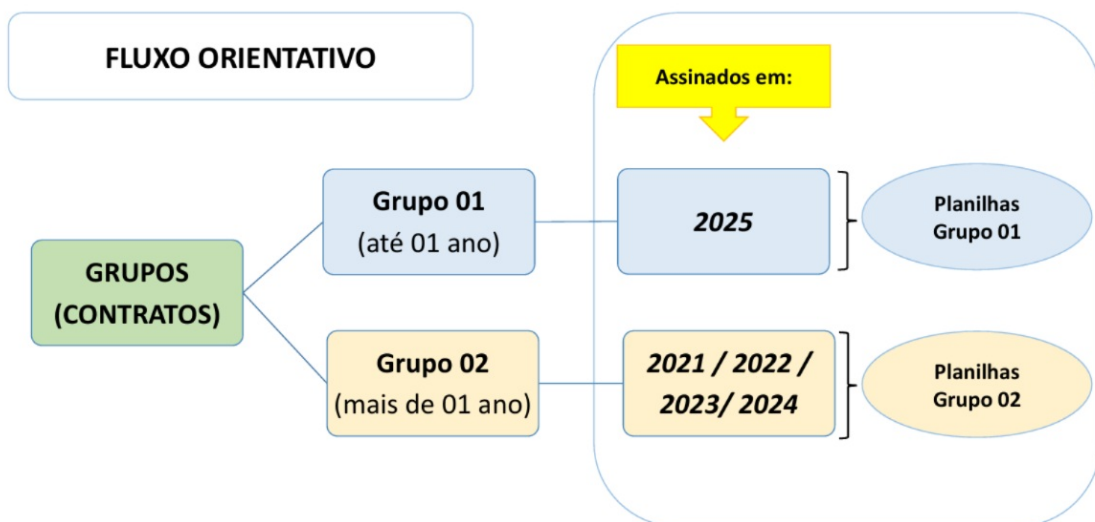 FLUXO ORIENTATIVO
Assinados em:
GRUPOS
(CONTRATOS)
Grupo 01
(até 01 ano)
2025
Planilhas
Grupo 01
Grupo 02
(mais de 01 ano)
2021 / 2022 /
2023/ 2024
Planilhas
Grupo 02